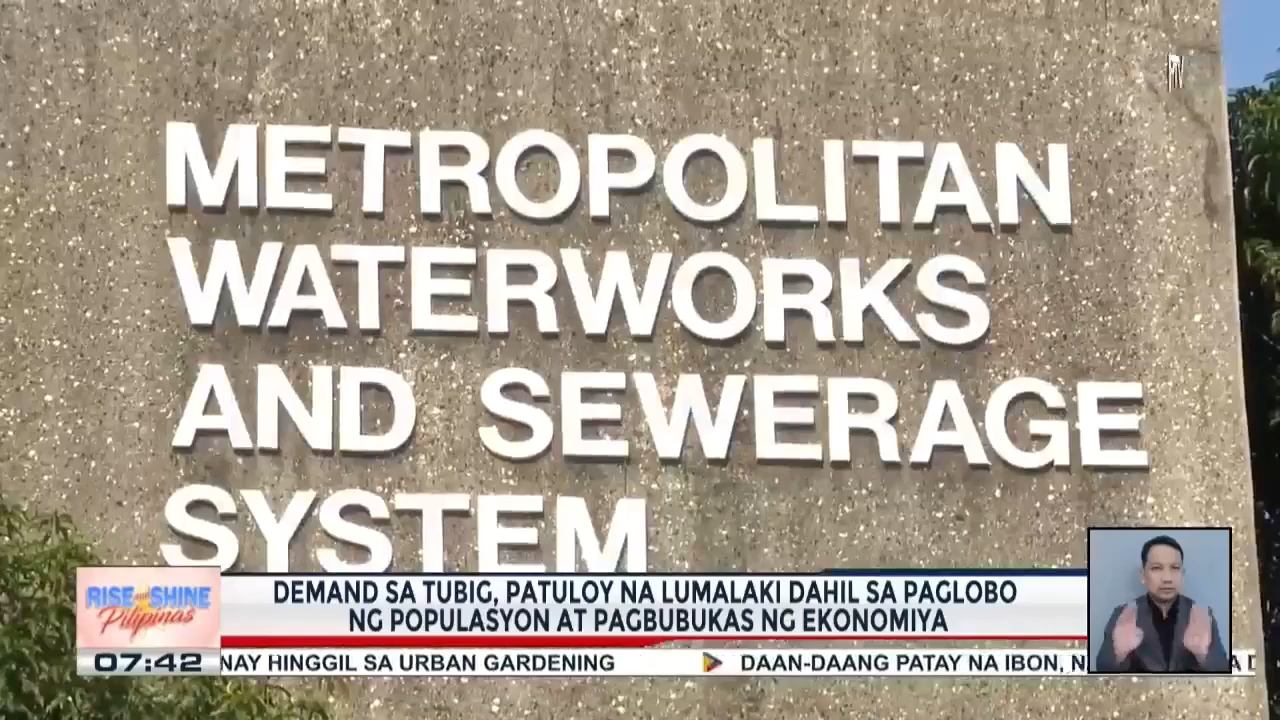 METROPOLITAN
WATERWORKS
AND SEWERAGE
SYSTEM
RISE and SHINE
Pilipinas
DEMAND SA TUBIG, PATULOY NA LUMALAKI DAHIL SA PAGLOBO
NG POPULASYON AT PAGBUBUKAS NG EKONOMIYA
07:42
NAY HINGGIL SA URBAN GARDENING DAAN-DAANG PATAY NA IBON,